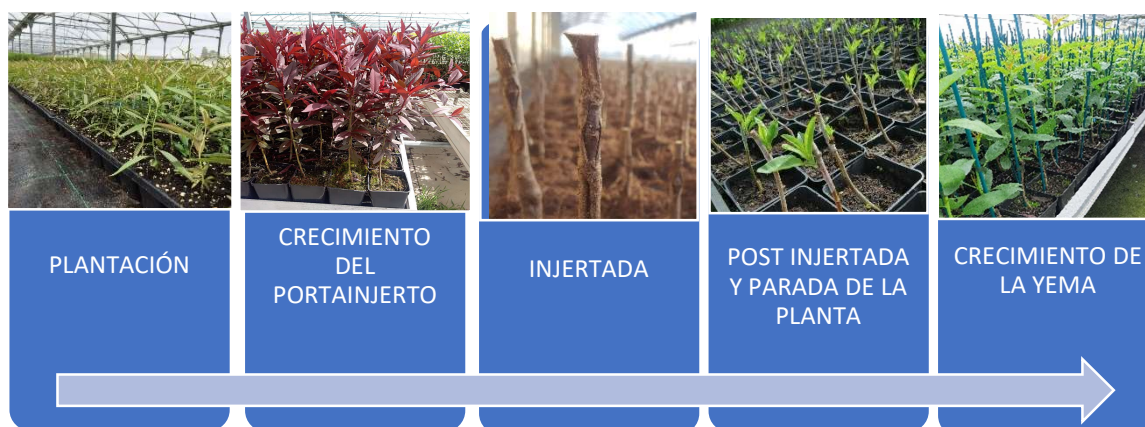 PLANTACIÓN
CRECIMIENTO
DEL
PORTAINJERTO
INJERTADA
POST INJERTADA
Y PARADA DE LA
PLANTA
CRECIMIENTO DE
LA YEMA